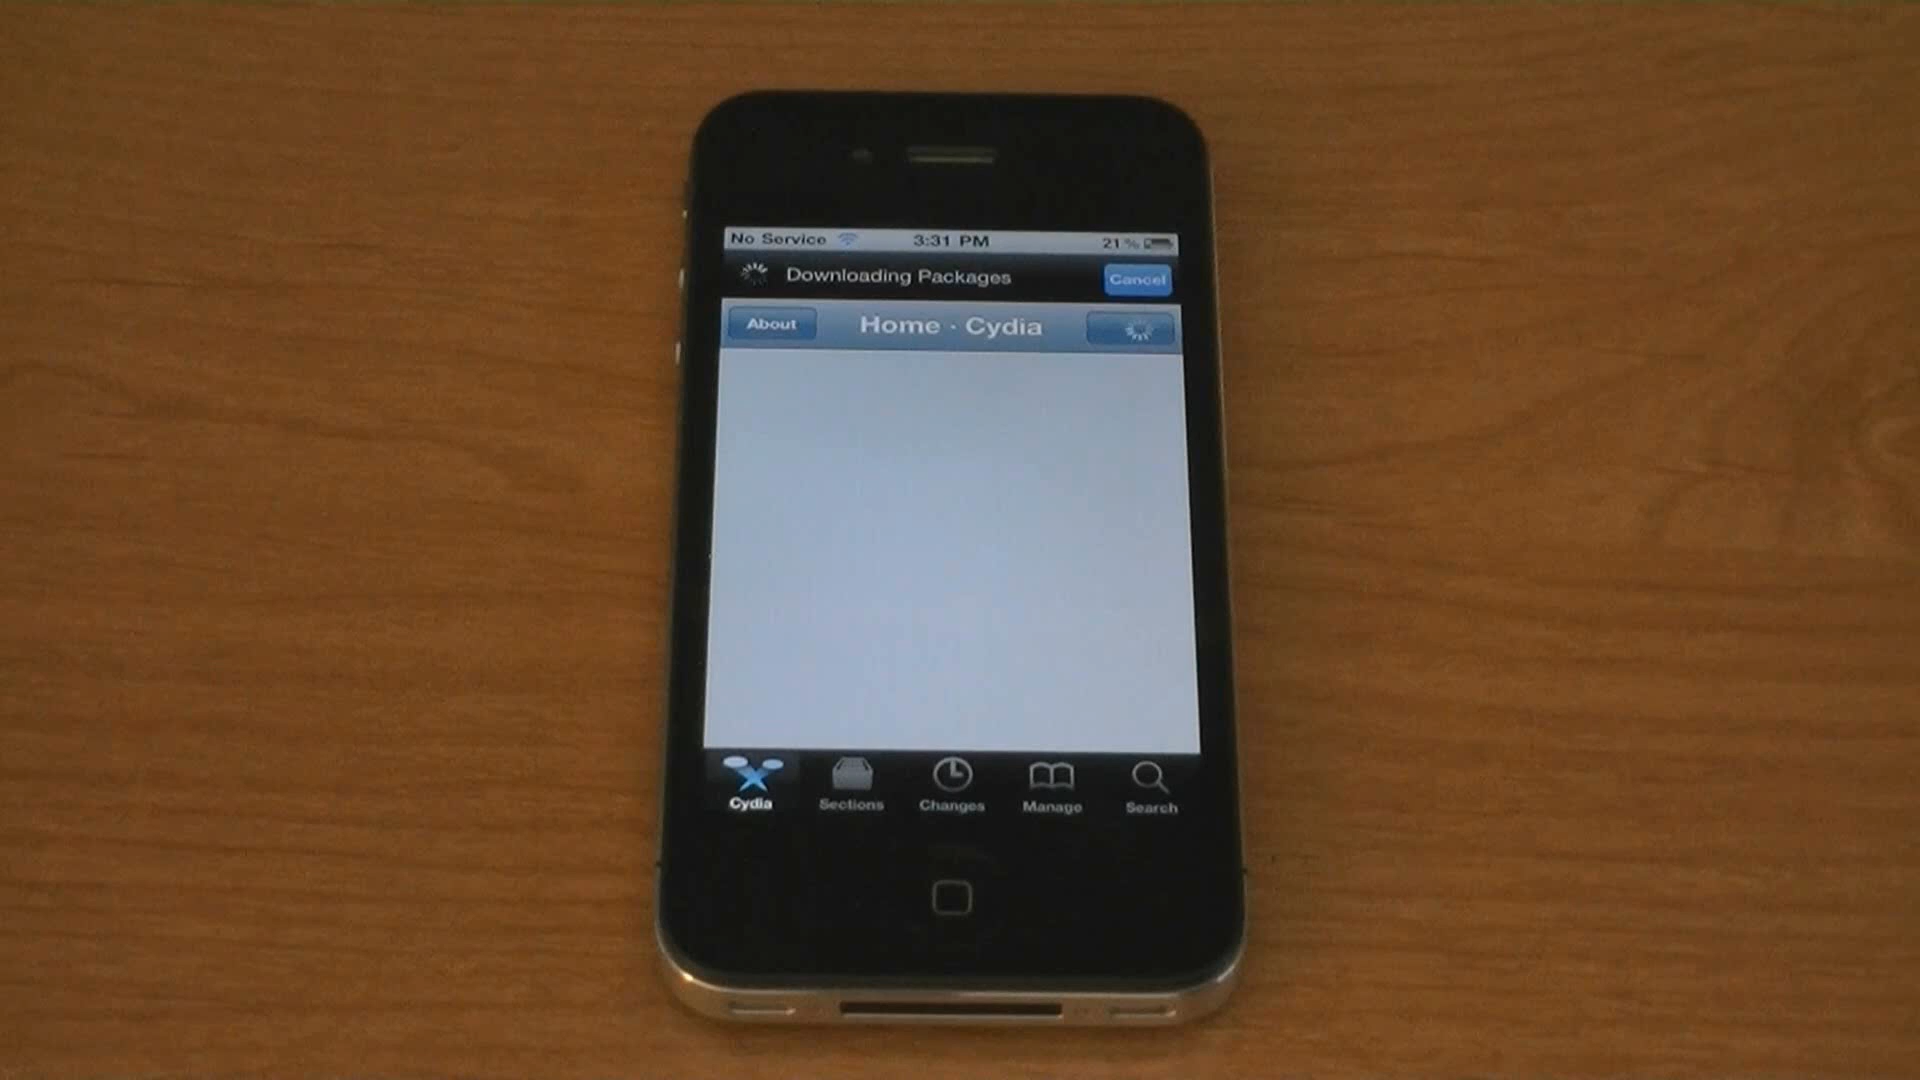 No Service 3:31 PM 21%
Downloading Packages Cancel
About Home · Cydia
Cydia Sections Changes Manage Search